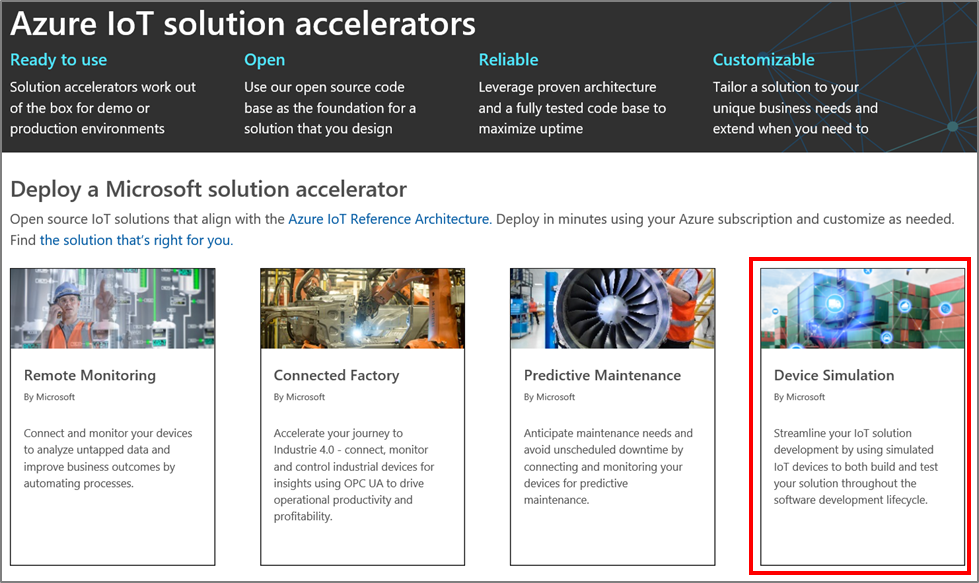 Azure IoT solution accelerators
Ready to use
Solution accelerators work out
of the box for demo or
production environments
Open
Use our open source code
base as the foundation for a
solution that you design
Reliable
Leverage proven architecture
and a fully tested code base to
maximize uptime
Customizable
Tailor a solution to your
unique business needs and
extend when you need to
Deploy a Microsoft solution accelerator
Open source IoT solutions that align with the Azure IoT Reference Architecture. Deploy in minutes using your Azure subscription and customize as needed.
Find the solution that's right for you.
Remote Monitoring
By Microsoft
Connect and monitor your devices
to analyze untapped data and
improve business outcomes by
automating processes.
Connected Factory
By Microsoft
Accelerate your journey to
Industrie 4.0 - connect, monitor
and control industrial devices for
insights using OPC UA to drive
operational productivity and
profitability.
Predictive Maintenance
By Microsoft
Anticipate maintenance needs and
avoid unscheduled downtime by
connecting and monitoring your
devices for predictive
maintenance.
Device Simulation
By Microsoft
Streamline your IoT solution
development by using simulated
IoT devices to both build and test
your solution throughout the
software development lifecycle.